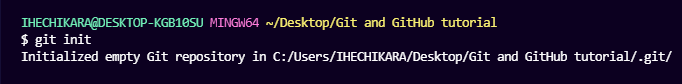 IHECHIKARA@DESKTOP-KGB10SU MINGW64 ~/Desktop/Git and GitHub tutorial
$ git init
Initialized empty Git repository in C:/Users/IHECHIKARA/Desktop/Git and GitHub tutorial/.git/